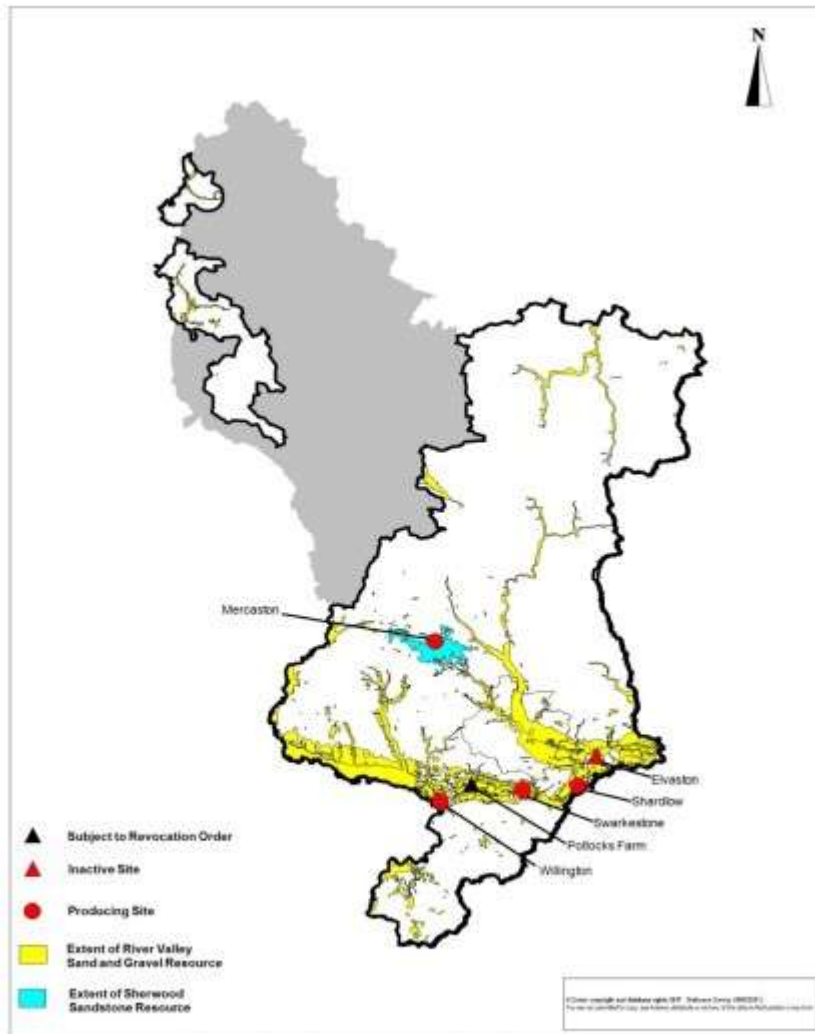 N
Mercaston
Elvaston
Shardlow
Swarkestone
Potlocks Farm
Willington
Subject to Revocation Order
Inactive Site
Producing Site
Extent of River Valley
Sand and Gravel Resource
Extent of Sherwood
Sandstone Resource